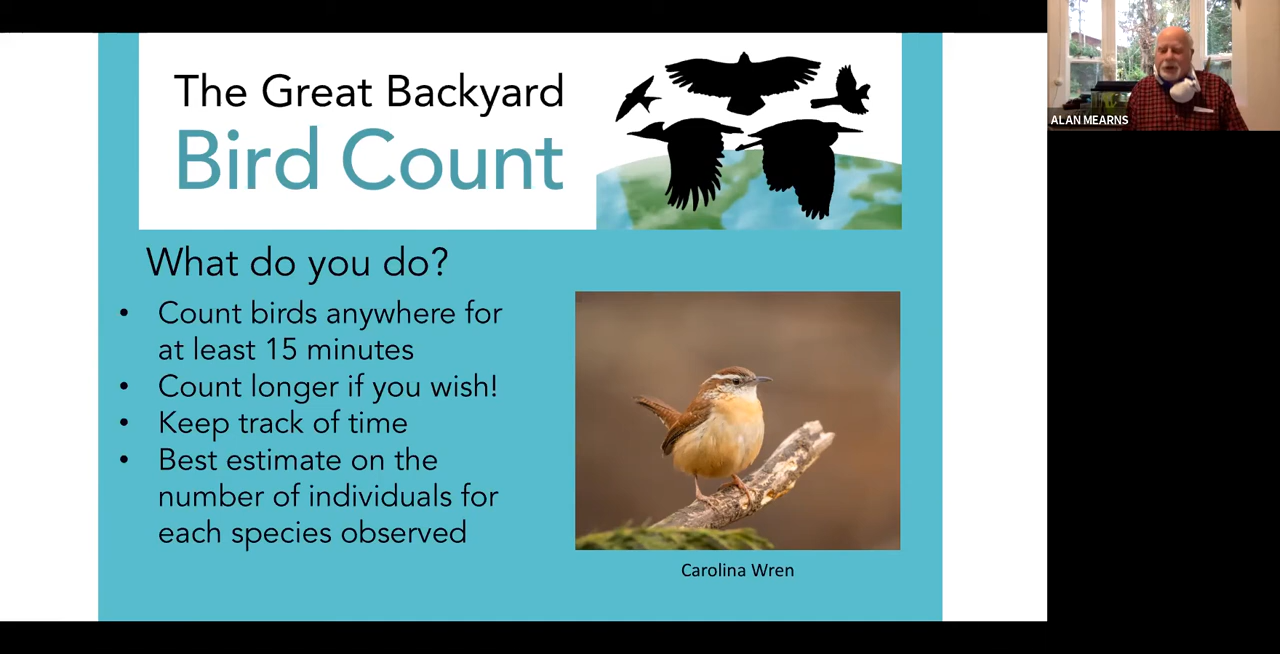 The Great Backyard
Bird Count
What do you do?
• Count birds anywhere for
at least 15 minutes
• Count longer if you wish!
• Keep track of time
• Best estimate on the
number of individuals for
each species observed
Carolina Wren
ALAN MEARNS